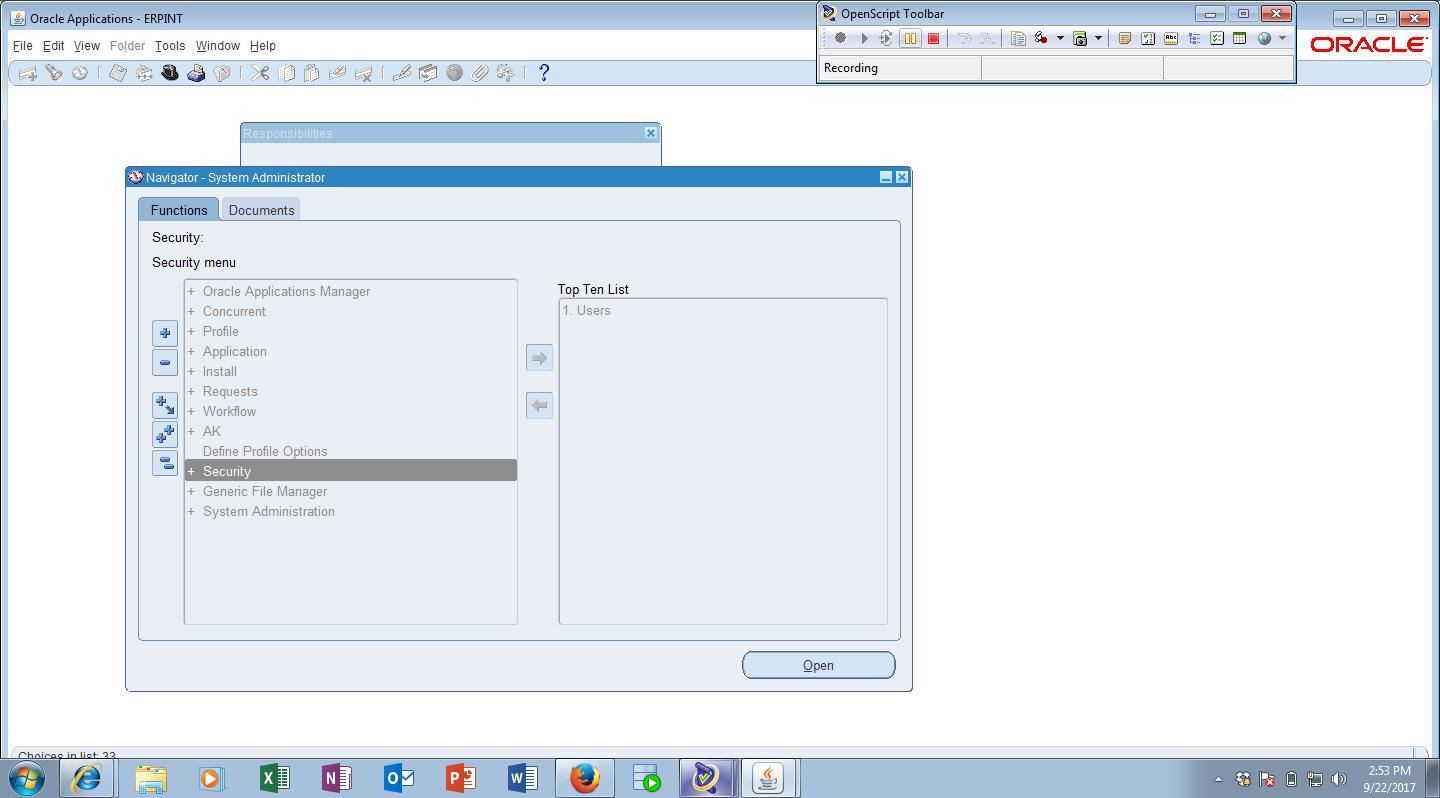 Oracle Applications - ERPINT
OpenScript Toolbar
File Edit View Folder Tools Window Help
ORACLE
Recording
Responsibilities
Navigator - System Administrator
Functions Documents
Security:
Security menu
Top Ten List
+ Oracle Applications Manager
+ Concurrent
+ Profile
+ Application
+ Install
+ Requests
+ Workflow
+ AK
Define Profile Options
+ Security
+ Generic File Manager
+ System Administration
1. Users
Open
Choices in list: 33
2:53 PM
9/22/2017